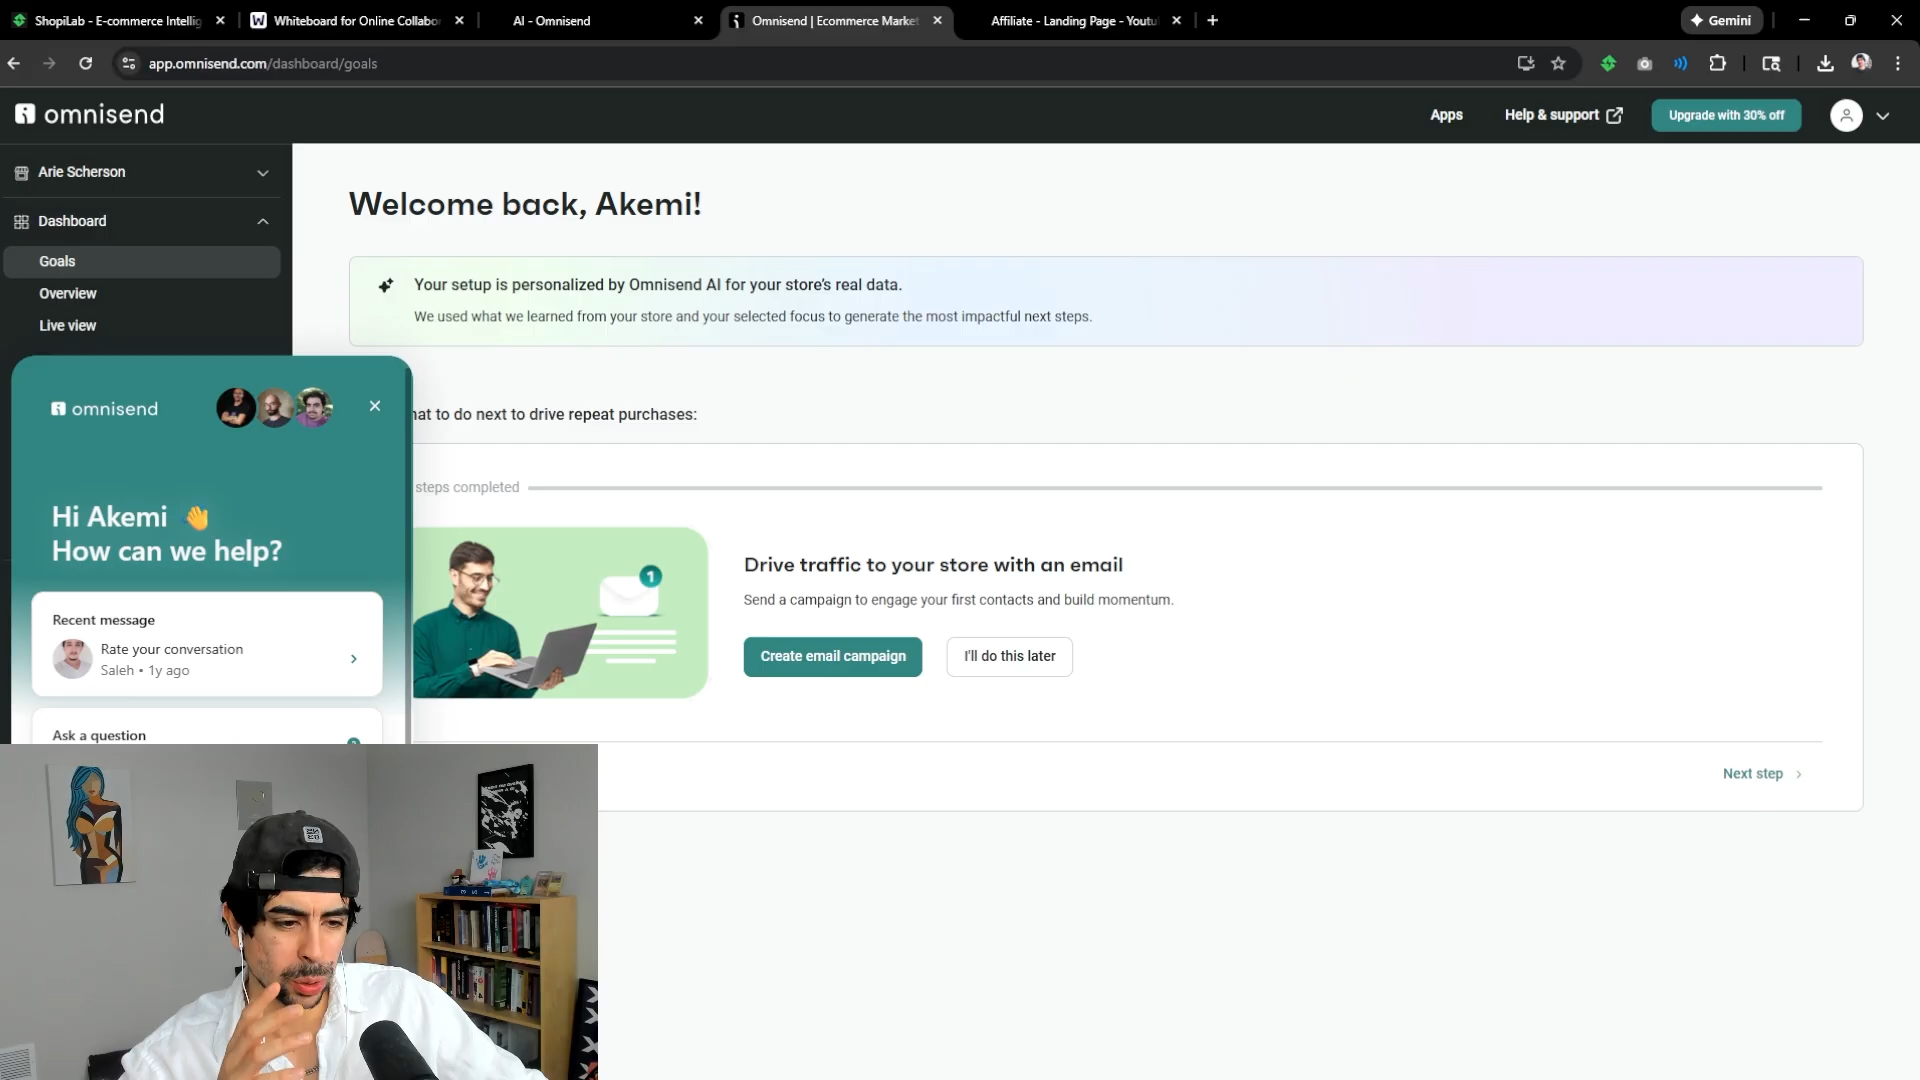 ShopiLab - E-commerce Intellig
Whiteboard for Online Collabo
AI - Omnisend
Omnisend | Ecommerce Market
Affiliate - Landing Page - Youtu
Gemini
app.omnisend.com/dashboard/goals
omnisend
Apps
Help & support
Upgrade with 30% off
Arie Scherson
Dashboard
Goals
Overview
Live view
Welcome back, Akemi!
Your setup is personalized by Omnisend AI for your store's real data.
We used what we learned from your store and your selected focus to generate the most impactful next steps.
hat to do next to drive repeat purchases:
steps completed
omnisend
Hi Akemi 👋
How can we help?
Recent message
Rate your conversation
Saleh • 1y ago
Ask a question
1
Drive traffic to your store with an email
Send a campaign to engage your first contacts and build momentum.
Create email campaign
I'll do this later
Next step